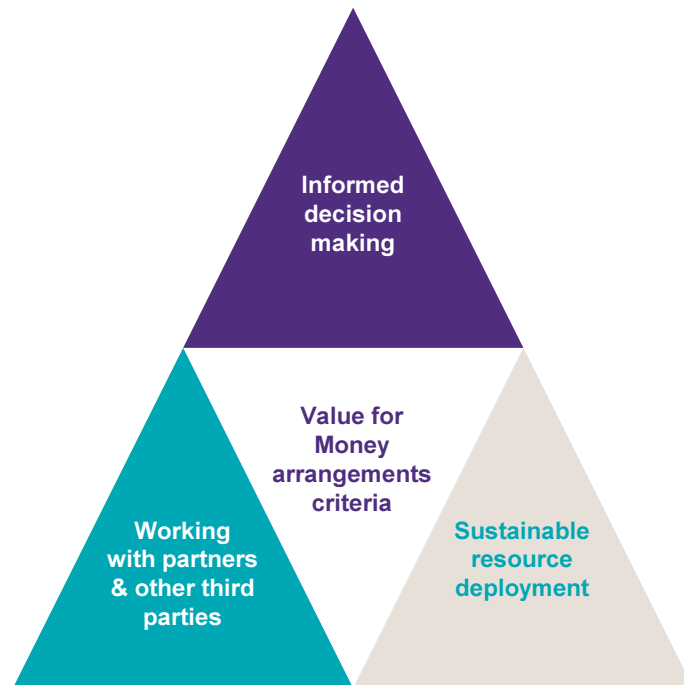 Informed
decision
making
Value for
Money
arrangements
criteria
Working
with partners
& other third
parties
Sustainable
resource
deployment